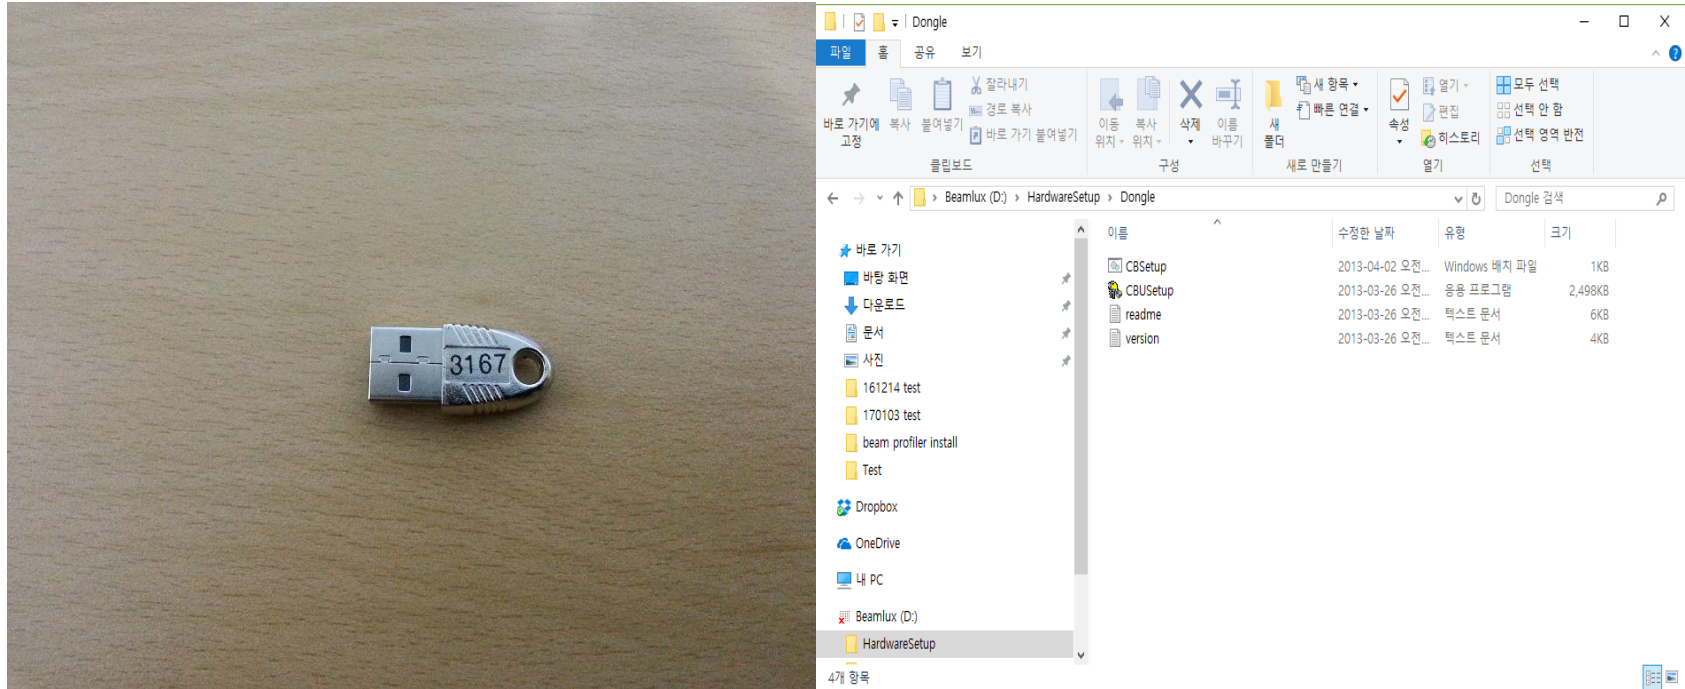 3167
Dongle
파일 홈 공유 보기
바로 가기에 고정
복사
붙여넣기
잘라내기
경로 복사
바로 가기 붙여넣기
클립보드
이동 위치
복사 위치
삭제
이름 바꾸기
구성
새 폴더
새 항목
빠른 연결
새로 만들기
속성
열기
편집
히스토리
열기
모두 선택
선택 안 함
선택 영역 반전
선택
Beamlux (D:) › HardwareSetup › Dongle
Dongle 검색
바로 가기
바탕 화면
다운로드
문서
사진
161214 test
170103 test
beam profiler install
Test
Dropbox
OneDrive
내 PC
Beamlux (D:)
HardwareSetup
이름 수정한 날짜 유형 크기
CBSetup 2013-04-02 오전... Windows 배치 파일 1KB
CBUSetup 2013-03-26 오전... 응용 프로그램 2,498KB
readme 2013-03-26 오전... 텍스트 문서 6KB
version 2013-03-26 오전... 텍스트 문서 4KB
4개 항목